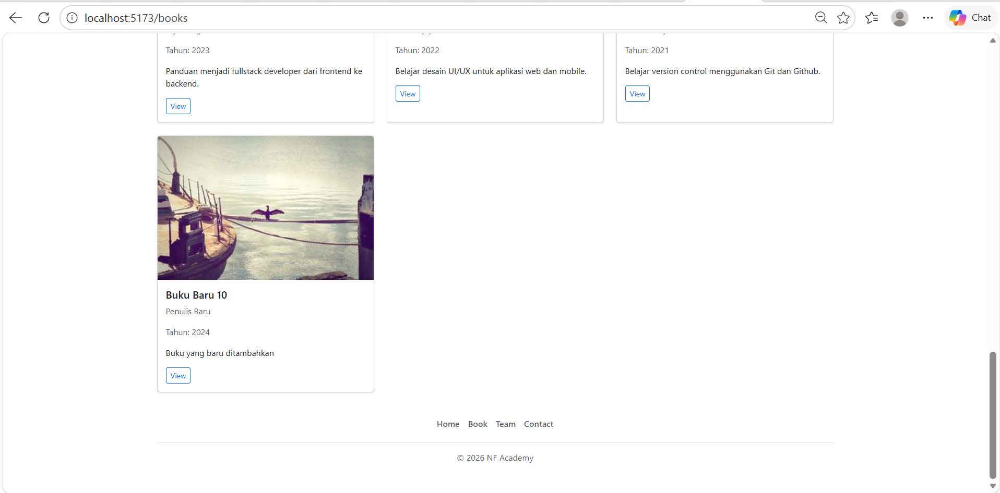 localhost:5173/books
Chat
Tahun: 2023
Panduan menjadi fullstack developer dari frontend ke
backend.
View
Tahun: 2022
Belajar desain UI/UX untuk aplikasi web dan mobile.
View
Tahun: 2021
Belajar version control menggunakan Git dan Github.
View
Buku Baru 10
Penulis Baru
Tahun: 2024
Buku yang baru ditambahkan
View
Home Book Team Contact
© 2026 NF Academy